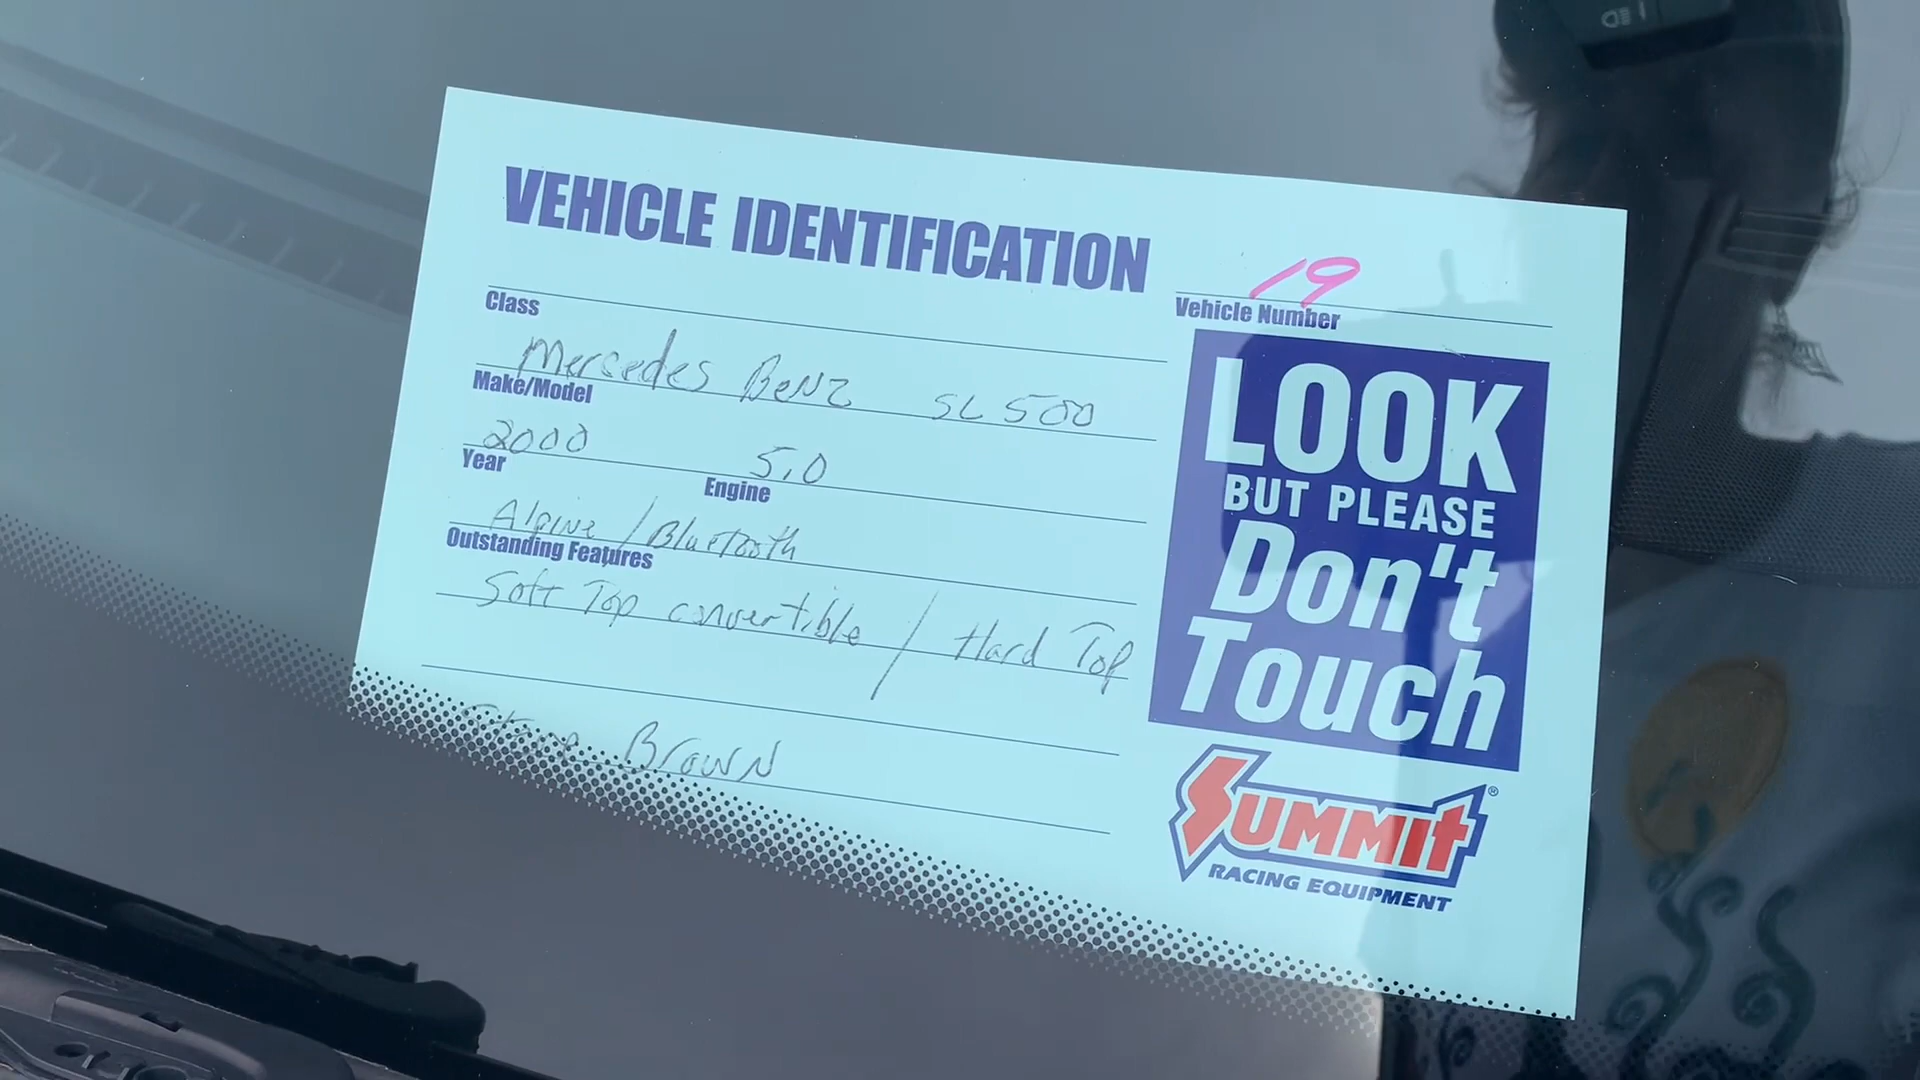 VEHICLE IDENTIFICATION
19
Class
Vehicle Number
Mercedes Benz SL 500
Make/Model
2000 5.0
Year Engine
Alpine / Bluetooth
Outstanding Features
Soft Top convertible / Hard Top
Brown
LOOK
BUT PLEASE
Don't
Touch
SUMMIT®
RACING EQUIPMENT